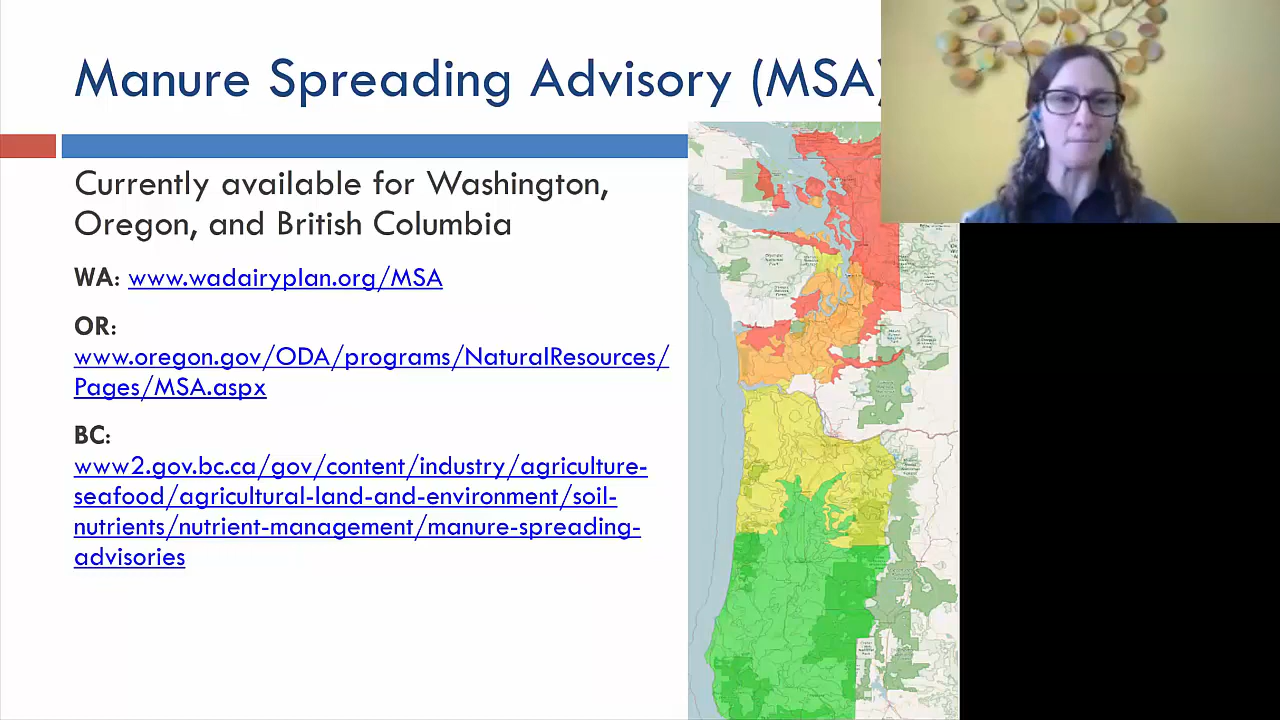 Manure Spreading Advisory (MSA)
Currently available for Washington,
Oregon, and British Columbia
WA: www.wadairyplan.org/MSA
OR:
www.oregon.gov/ODA/programs/NaturalResources/
Pages/MSA.aspx
BC:
www2.gov.bc.ca/gov/content/industry/agriculture-
seafood/agricultural-land-and-environment/soil-
nutrients/nutrient-management/manure-spreading-
advisories